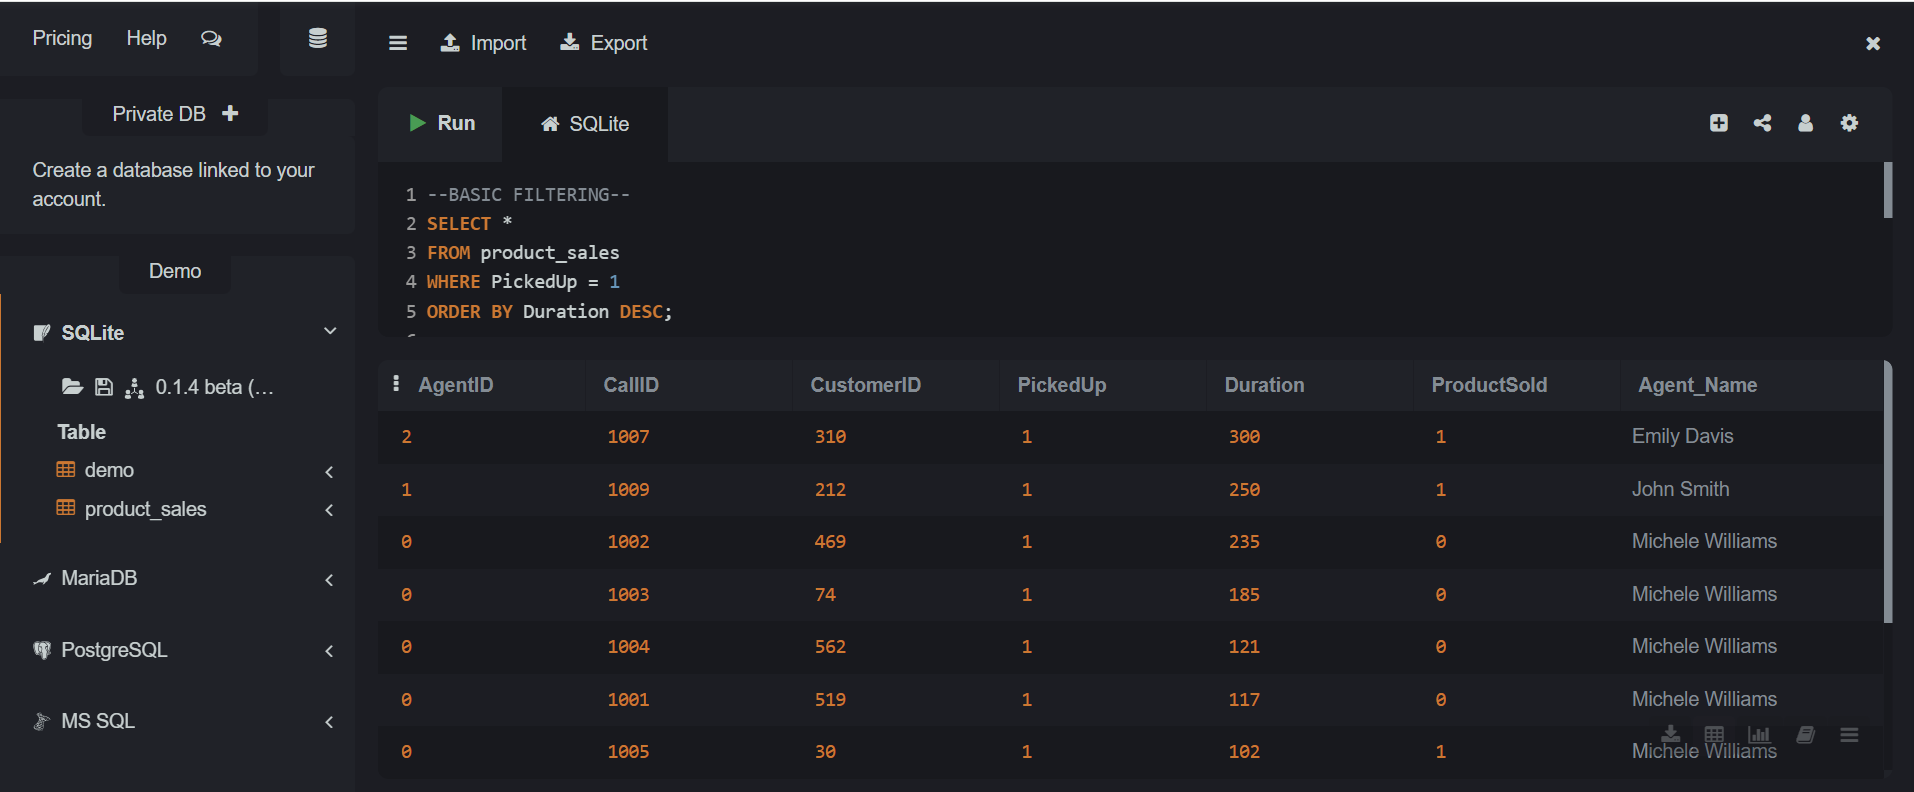 Pricing Help
Import Export
Private DB
Create a database linked to your
account.
Demo
SQLite
0.1.4 beta (...
Table
demo
product_sales
MariaDB
PostgreSQL
MS SQL
Run SQLite
1 --BASIC FILTERING--
2 SELECT *
3 FROM product_sales
4 WHERE PickedUp = 1
5 ORDER BY Duration DESC;
AgentID CallID CustomerID PickedUp Duration ProductSold Agent_Name
2 1007 310 1 300 1 Emily Davis
1 1009 212 1 250 1 John Smith
0 1002 469 1 235 0 Michele Williams
0 1003 74 1 185 0 Michele Williams
0 1004 562 1 121 0 Michele Williams
0 1001 519 1 117 0 Michele Williams
0 1005 30 1 102 1 Michele Williams